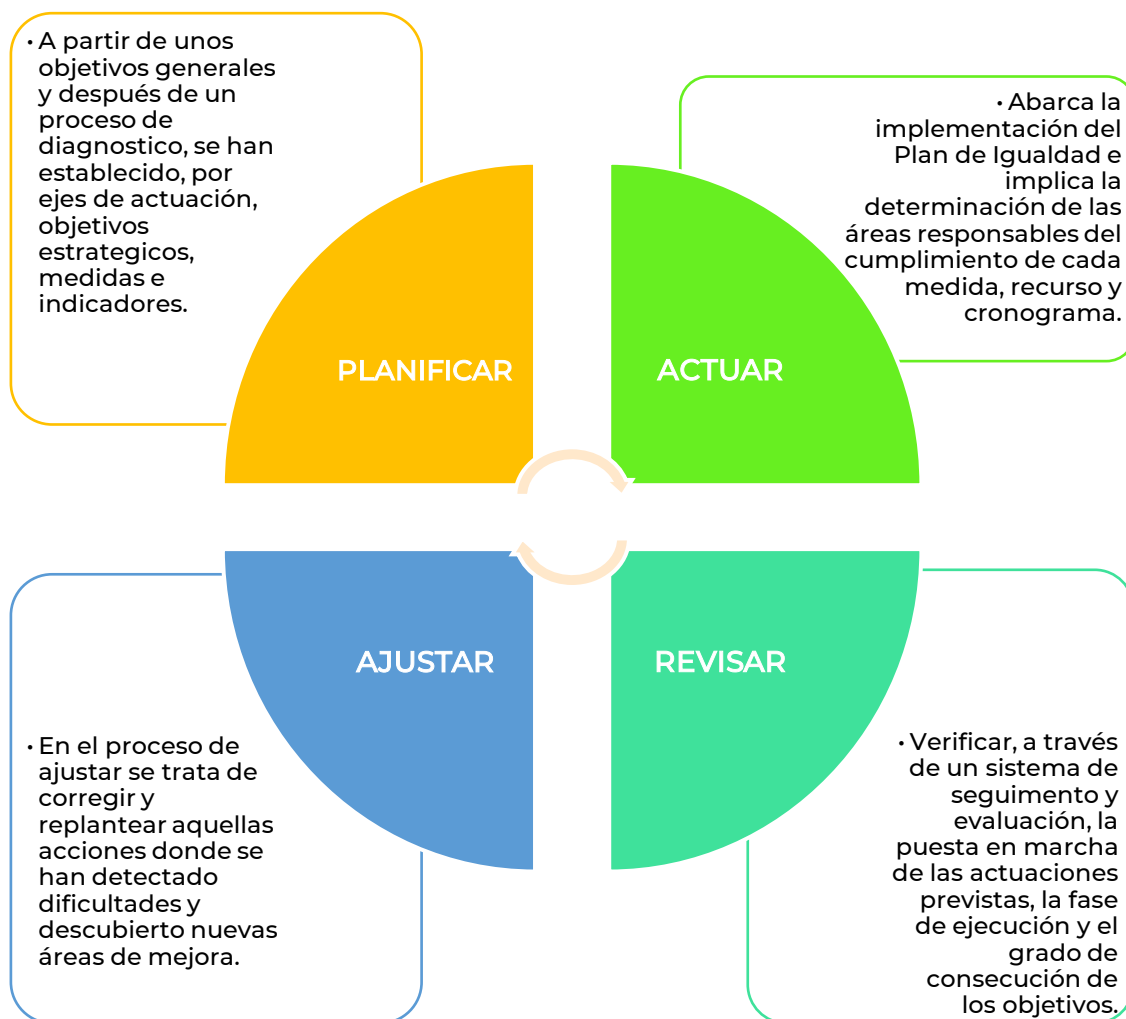 · A partir de unos
objetivos generales
y después de un
proceso de
diagnostico, se han
establecido, por
ejes de actuación,
objetivos
estrategicos,
medidas e
indicadores.
· Abarca la
implementación del
Plan de Igualdad e
implica la
determinación de las
áreas responsables del
cumplimiento de cada
medida, recurso y
cronograma.
PLANIFICAR
ACTUAR
AJUSTAR
REVISAR
· En el proceso de
ajustar se trata de
corregir y
replantear aquellas
acciones donde se
han detectado
dificultades y
descubierto nuevas
áreas de mejora.
· Verificar, a través
de un sistema de
seguimento y
evaluación, la
puesta en marcha
de las actuaciones
previstas, la fase
de ejecución y el
grado de
consecución de
los objetivos.